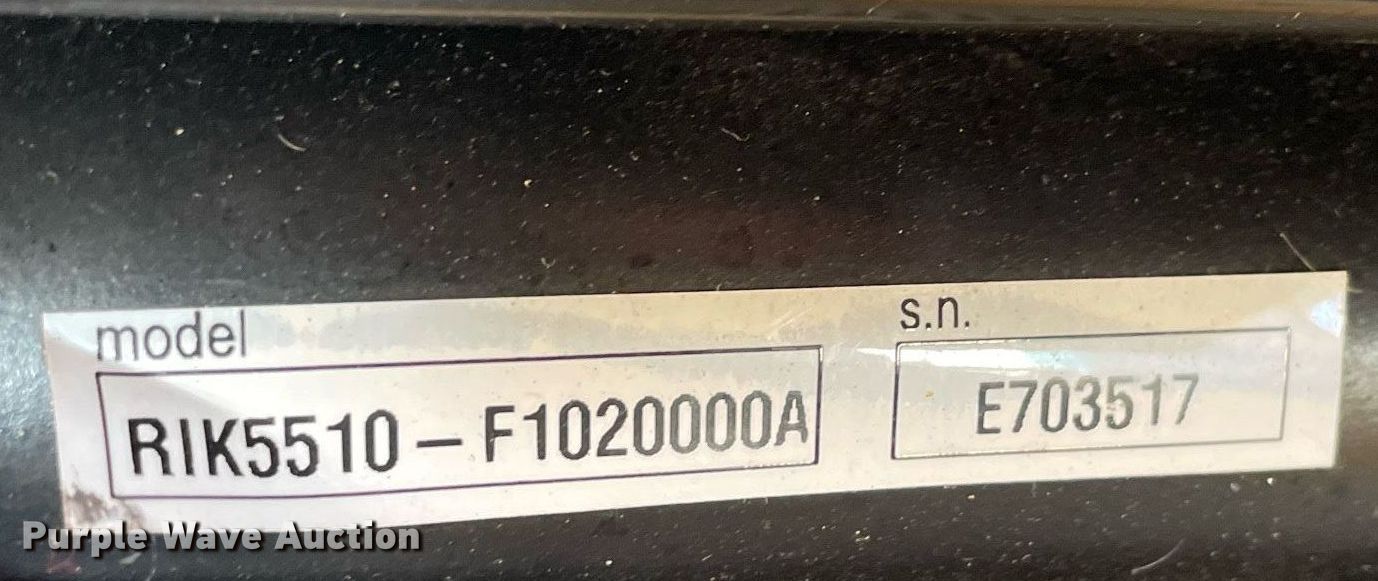 model
RIK5510-F1020000A
s.n.
E703517
Purple Wave Auction